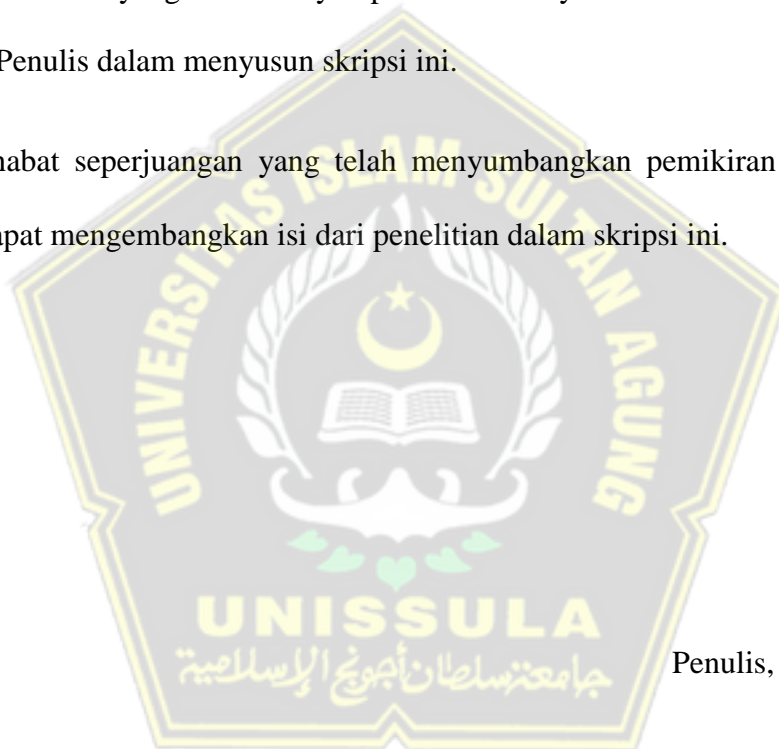 Penulis dalam menyusun skripsi ini.
abat seperjuangan yang telah menyumbangkan pemikiran
apat mengembangkan isi dari penelitian dalam skripsi ini.
UNIVERSITAS ISLAM SULTAN AGUNG
UNISSULA
جامعة سلطان أجونج الإسلامية
Penulis,